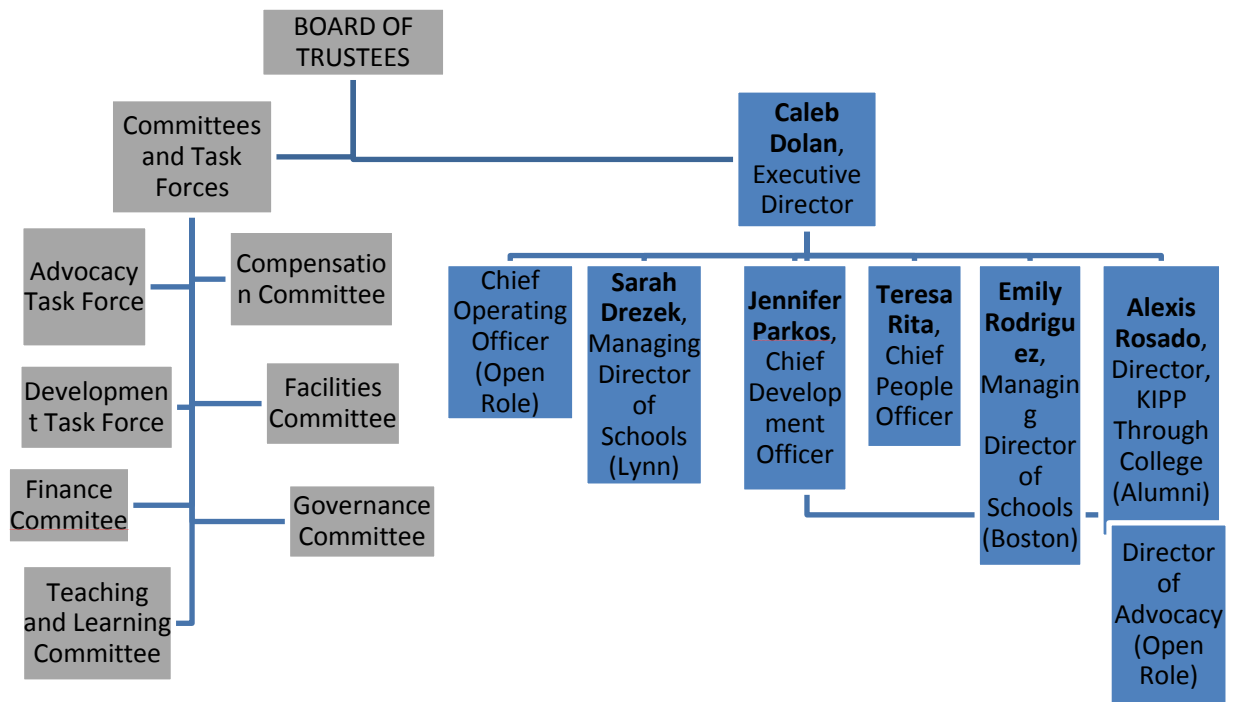 BOARD OF
TRUSTEES
Committees
and Task
Forces
Caleb
Dolan,
Executive
Director
Advocacy
Task Force
Compensatio
n Committee
Developmen
t Task Force
Facilities
Committee
Finance
Commitee
Governance
Committee
Teaching
and Learning
Committee
Chief
Operating
Officer
(Open
Role)
Sarah
Drezek,
Managing
Director
of
Schools
(Lynn)
Jennifer
Parkos,
Chief
Develop
ment
Officer
Teresa
Rita,
Chief
People
Officer
Emily
Rodrigu
ez,
Managin
g
Director
of
Schools
(Boston)
Alexis
Rosado,
Director,
KIPP
Through
College
(Alumni)
Director
of
Advocacy
(Open
Role)